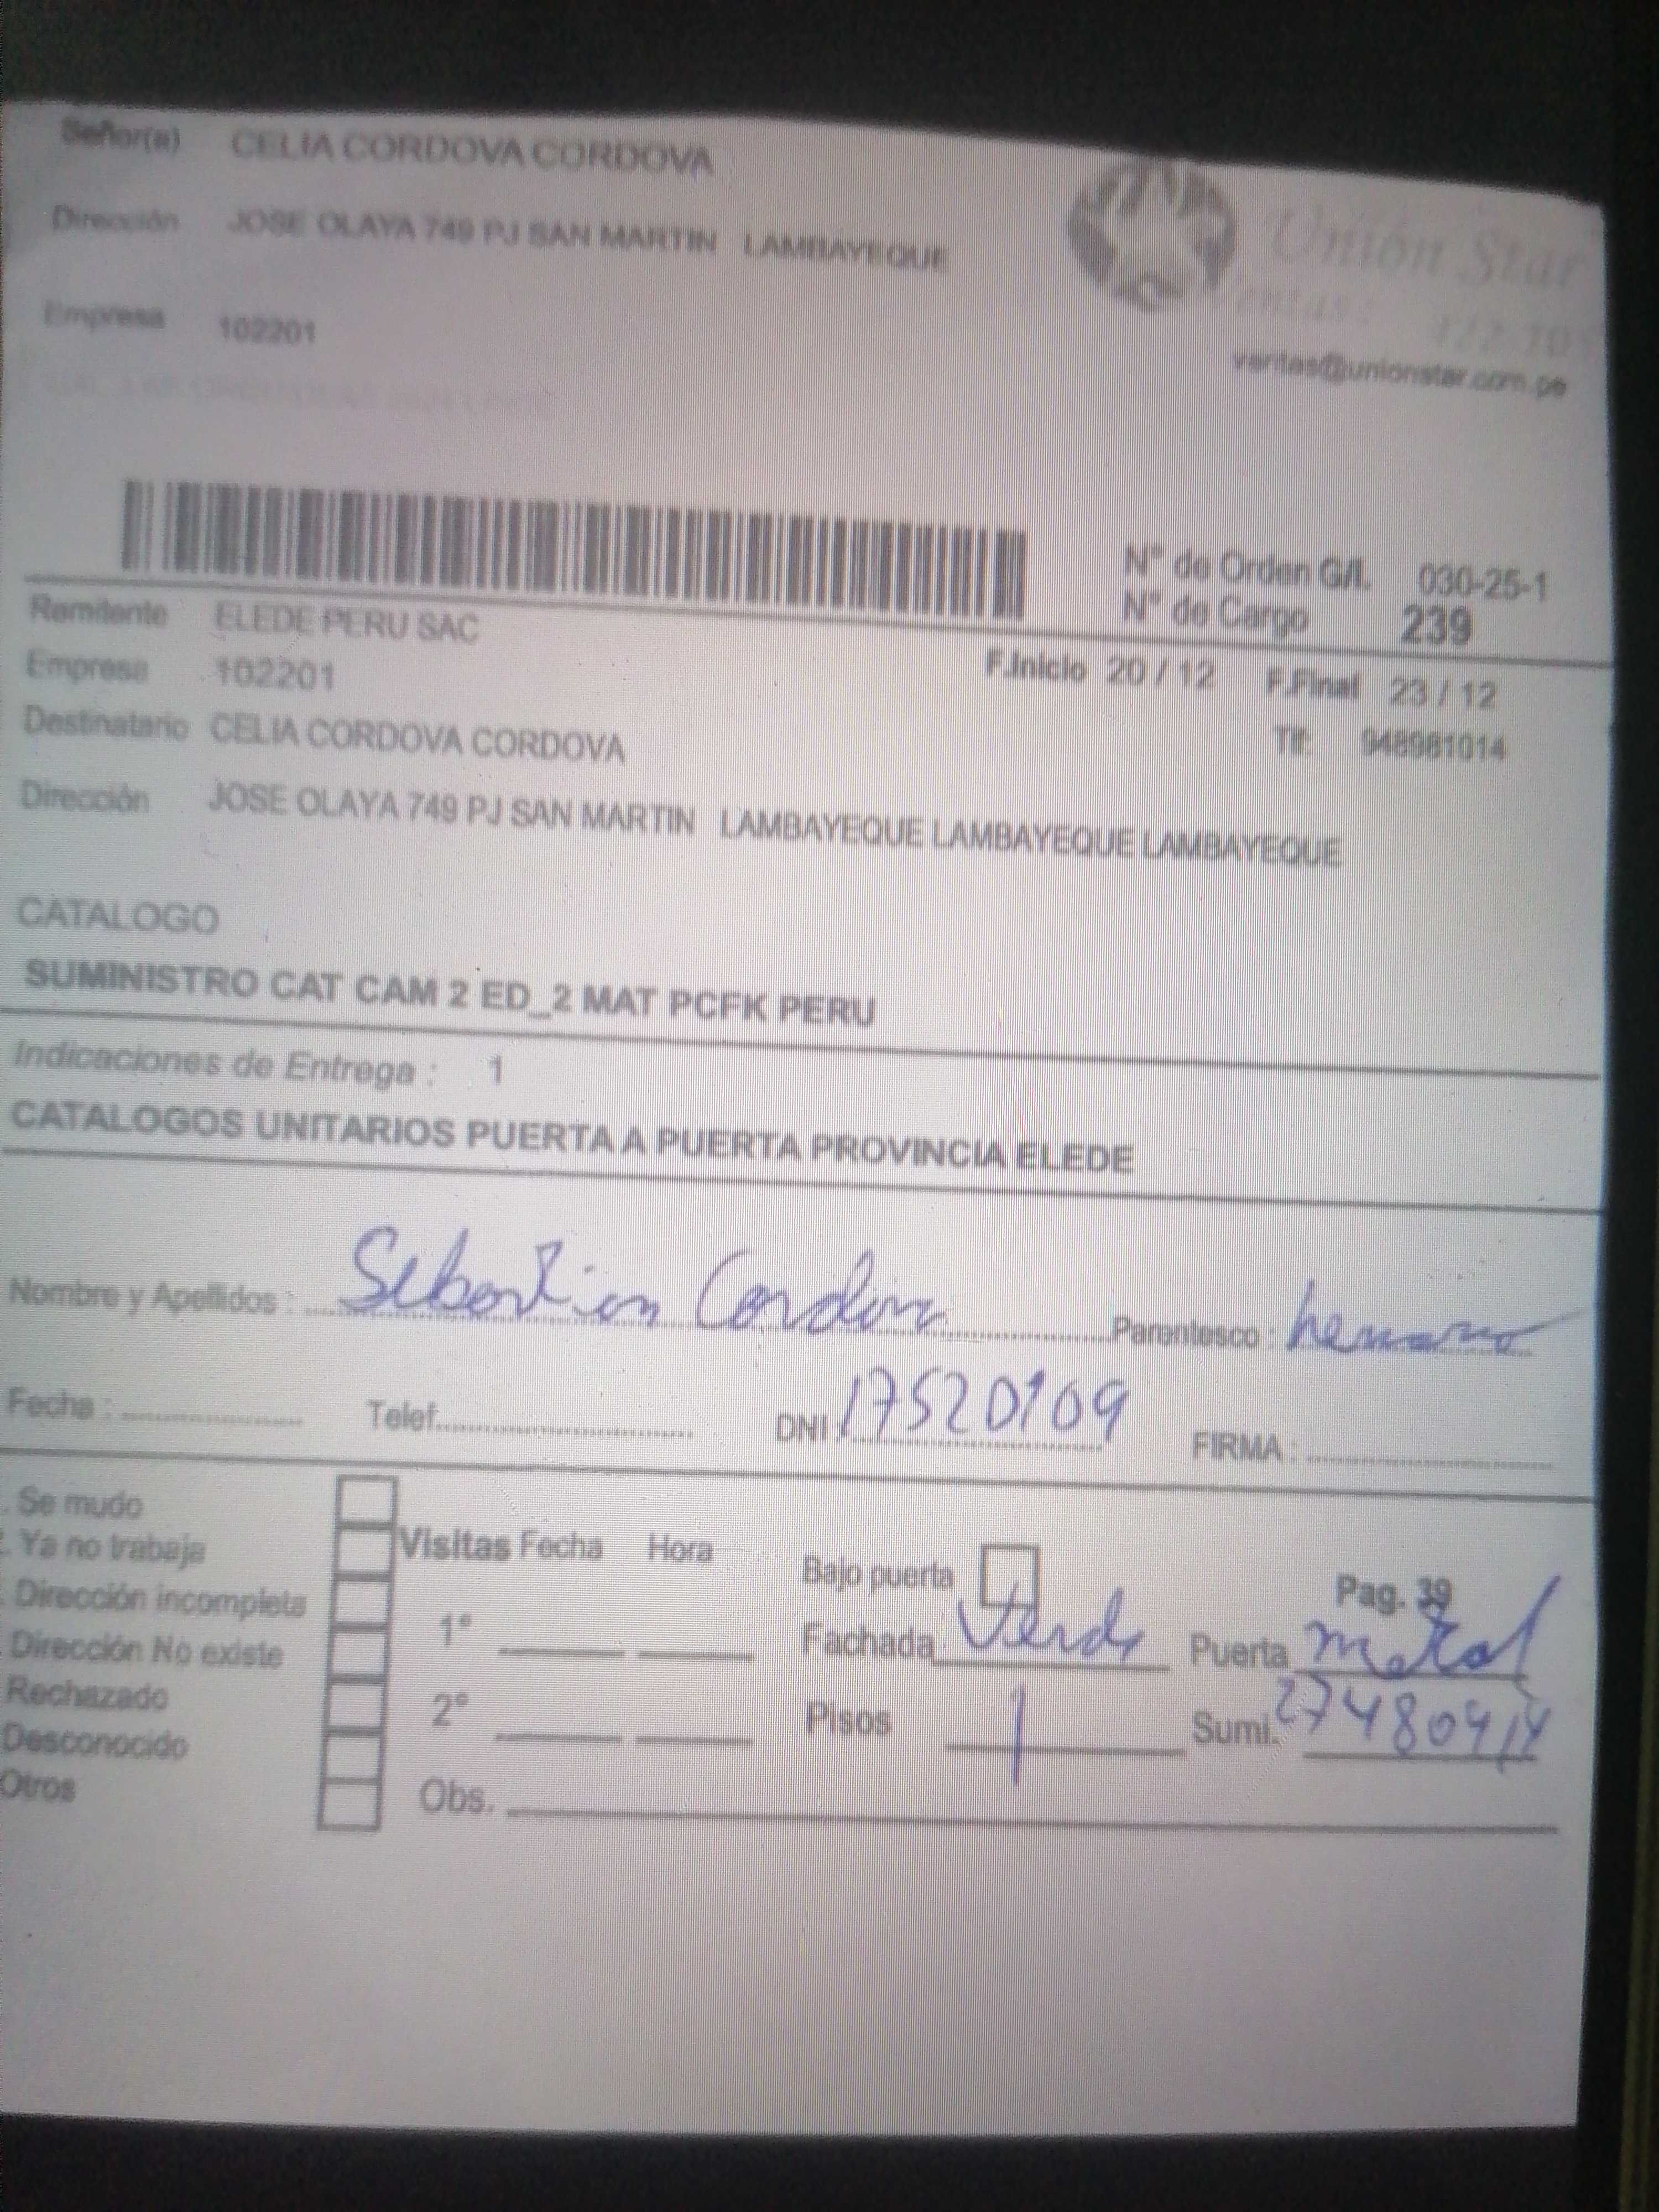 Señor(a) CELIA CORDOVA CORDOVA
Dirección JOSE OLAYA 749 PJ SAN MARTIN LAMBAYEQUE
Unión Star
Ventas:
Empresa 102201
ventas@unionstar.com.pe
N° de Orden G/I. 030-25-1
N° de Cargo 239
Remitente ELEDE PERU SAC
Empresa 102201 F.Inicio 20 / 12 F.Final 23 / 12
Destinatario CELIA CORDOVA CORDOVA Tlf: 948981014
Dirección JOSE OLAYA 749 PJ SAN MARTIN LAMBAYEQUE LAMBAYEQUE LAMBAYEQUE
CATALOGO
SUMINISTRO CAT CAM 2 ED_2 MAT PCFK PERU
Indicaciones de Entrega : 1
CATALOGOS UNITARIOS PUERTA A PUERTA PROVINCIA ELEDE
Nombre y Apellidos : Sebastian Cordova Parentesco : hermano
Fecha : Telef. DNI 17520109 FIRMA :
Se mudo
Ya no trabaja
Dirección incompleta
Dirección No existe
Rechazado
Desconocido
Otros
Visitas Fecha Hora
1°
2°
Obs.
Bajo puerta Pag. 39
Fachada Verde Puerta metal
Pisos 1 Sumi.